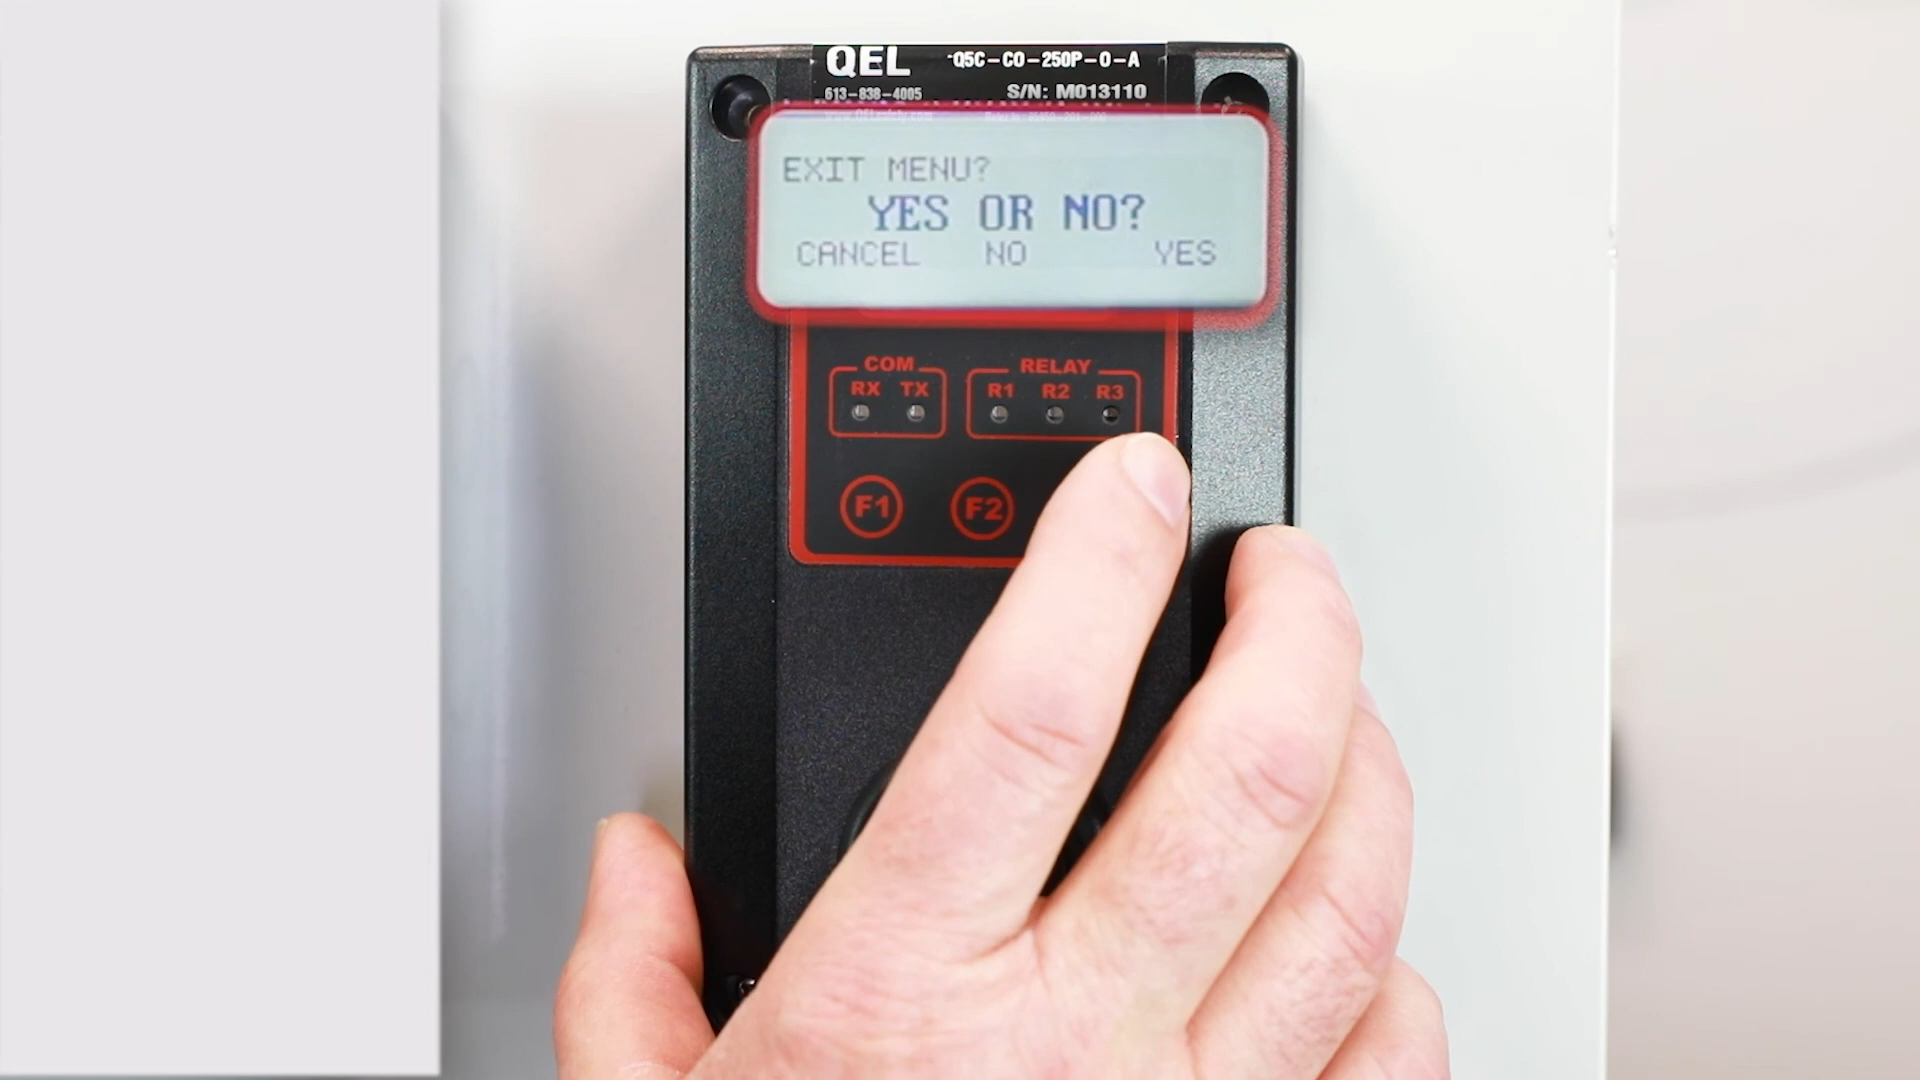 QEL
Q5C-CO-250P-O-A
613-838-4005
S/N: M013110
EXIT MENU?
YES OR NO?
CANCEL NO YES
COM
RELAY
RX TX
R1 R2 R3
F1 F2